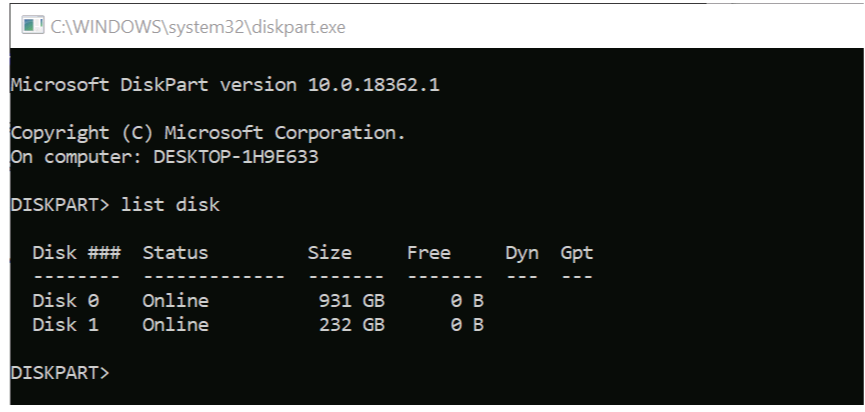 C:\WINDOWS\system32\diskpart.exe
Microsoft DiskPart version 10.0.18362.1
Copyright (C) Microsoft Corporation.
On computer: DESKTOP-1H9E633
DISKPART> list disk
  Disk ###  Status         Size     Free     Dyn  Gpt
  --------  -------------  -------  -------  ---  ---
  Disk 0    Online          931 GB      0 B
  Disk 1    Online          232 GB      0 B
DISKPART>